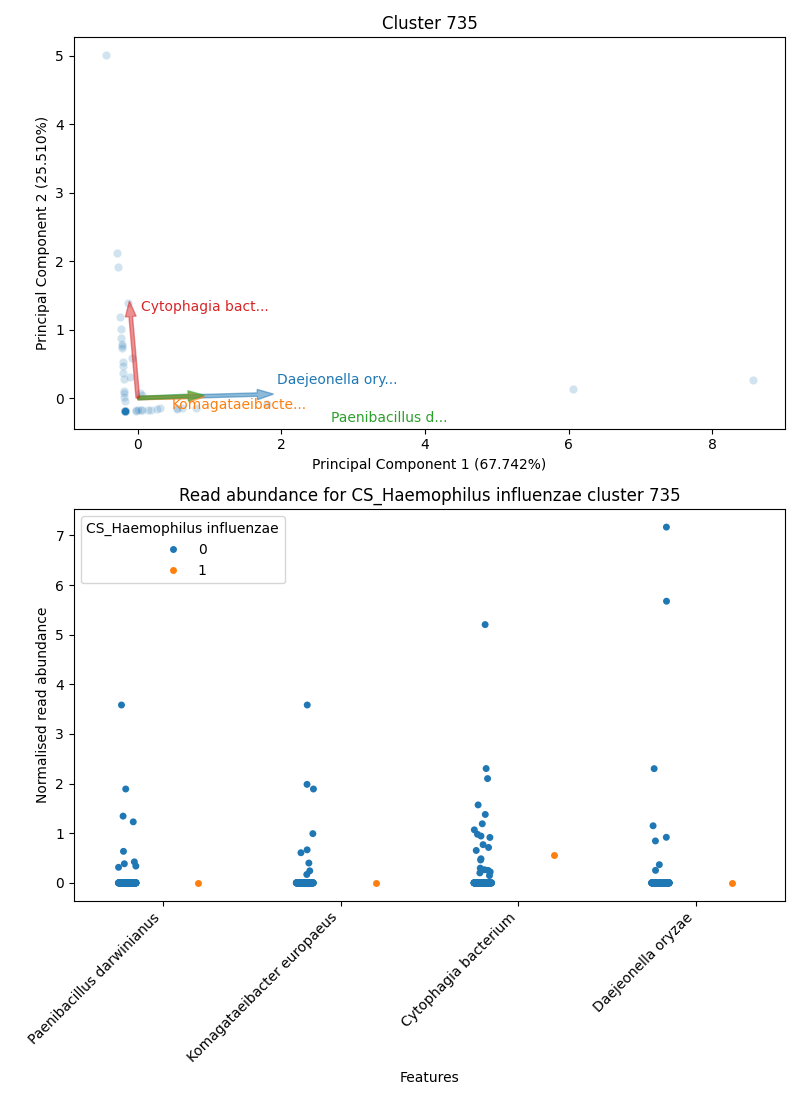 Cluster 735
Principal Component 2 (25.510%)
5
4
3
2
1
0
Cytophagia bact...
Daejeonella ory...
Komagataeibacte...
Paenibacillus d...
0
2
4
6
8
Principal Component 1 (67.742%)
Read abundance for CS_Haemophilus influenzae cluster 735
Normalised read abundance
7
6
5
4
3
2
1
0
CS_Haemophilus influenzae
0
1
Paenibacillus darwinianus
Komagataeibacter europaeus
Cytophagia bacterium
Daejeonella oryzae
Features